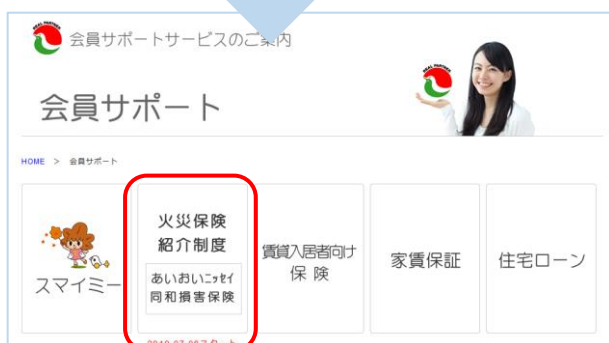 REAL PARTNER
会員サポートサービスのご案内
会員サポート
HOME > 会員サポート
スマイミー
火災保険
紹介制度
あいおいニッセイ
同和損害保険
賃貸入居者向け
保険
家賃保証
住宅ローン